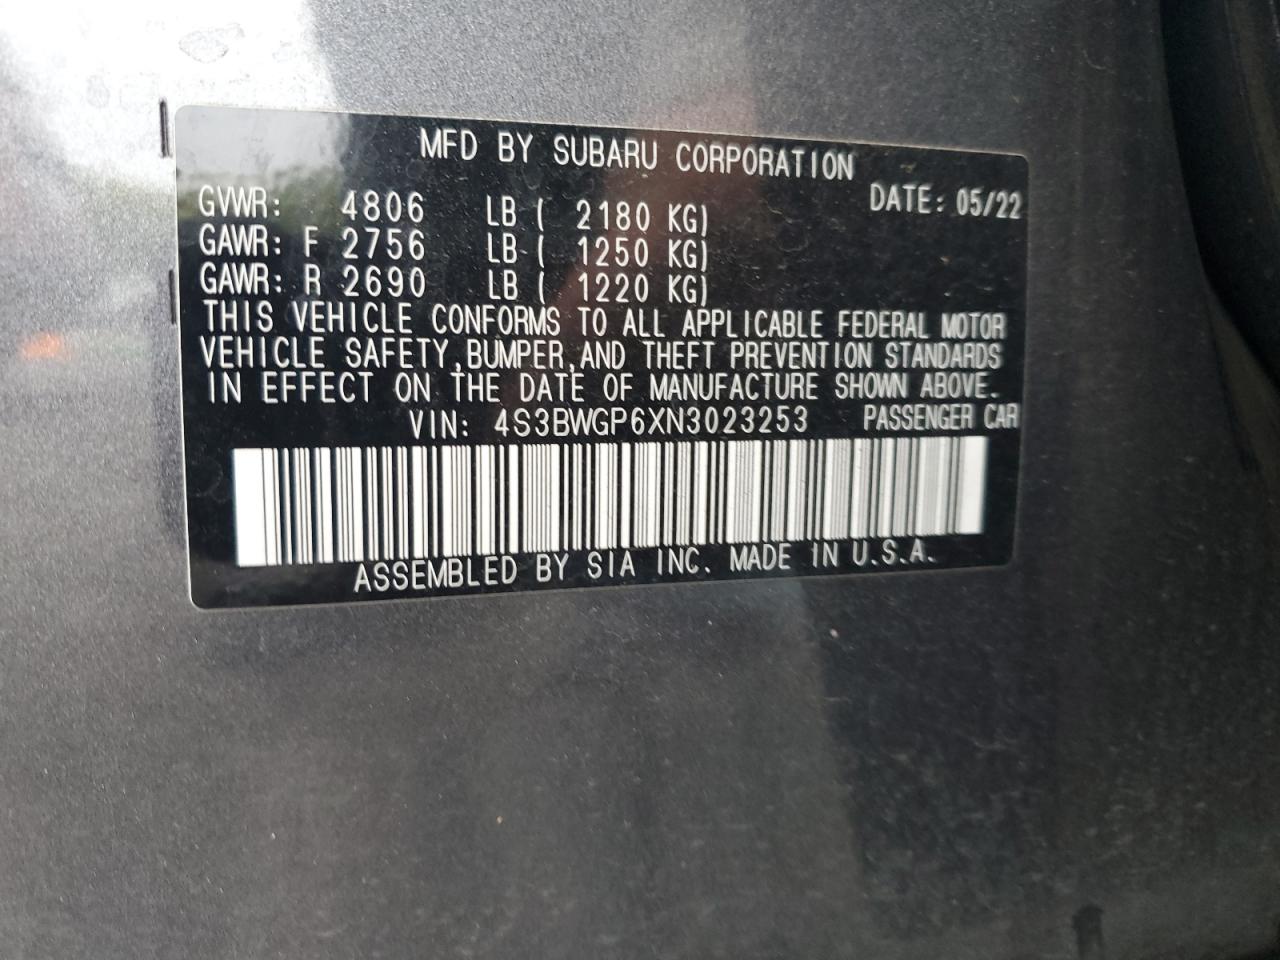 MFD BY SUBARU CORPORATION
DATE: 05/22
GVWR: 4806 LB ( 2180 KG)
GAWR: F 2756 LB ( 1250 KG)
GAWR: R 2690 LB ( 1220 KG)
THIS VEHICLE CONFORMS TO ALL APPLICABLE FEDERAL MOTOR
VEHICLE SAFETY, BUMPER, AND THEFT PREVENTION STANDARDS
IN EFFECT ON THE DATE OF MANUFACTURE SHOWN ABOVE.
VIN: 4S3BWGP6XN3023253 PASSENGER CAR
ASSEMBLED BY SIA INC. MADE IN U.S.A.